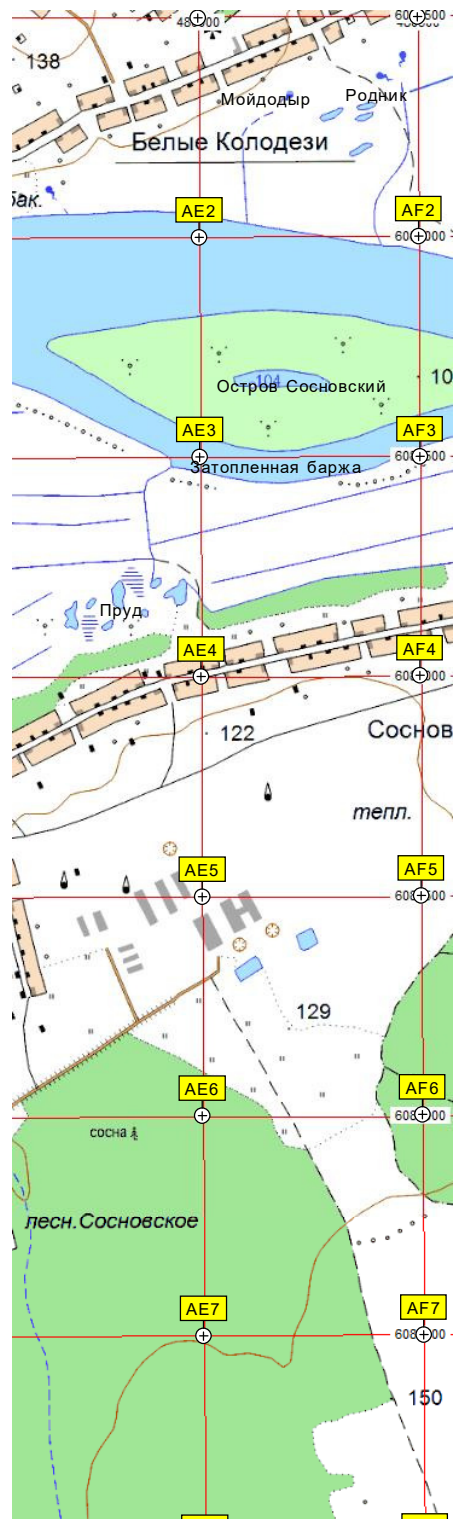 138
Мойдодыр
Родник
Белые Колодези
бак.
AE2
AF2
104
10
Остров Сосновский
AE3
AF3
Затопленная баржа
Пруд
AE4
AF4
122
Соснов
тепл.
AE5
AF5
129
AE6
AF6
сосна
лесн.Сосновское
AE7
AF7
150